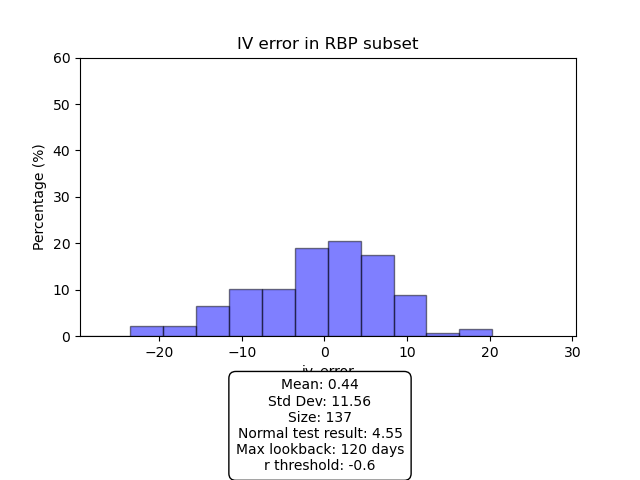 IV error in RBP subset
60
50
40
30
20
10
0
Percentage (%)
−20
−10
0
10
20
30
iv_error
Mean: 0.44
Std Dev: 11.56
Size: 137
Normal test result: 4.55
Max lookback: 120 days
r threshold: -0.6